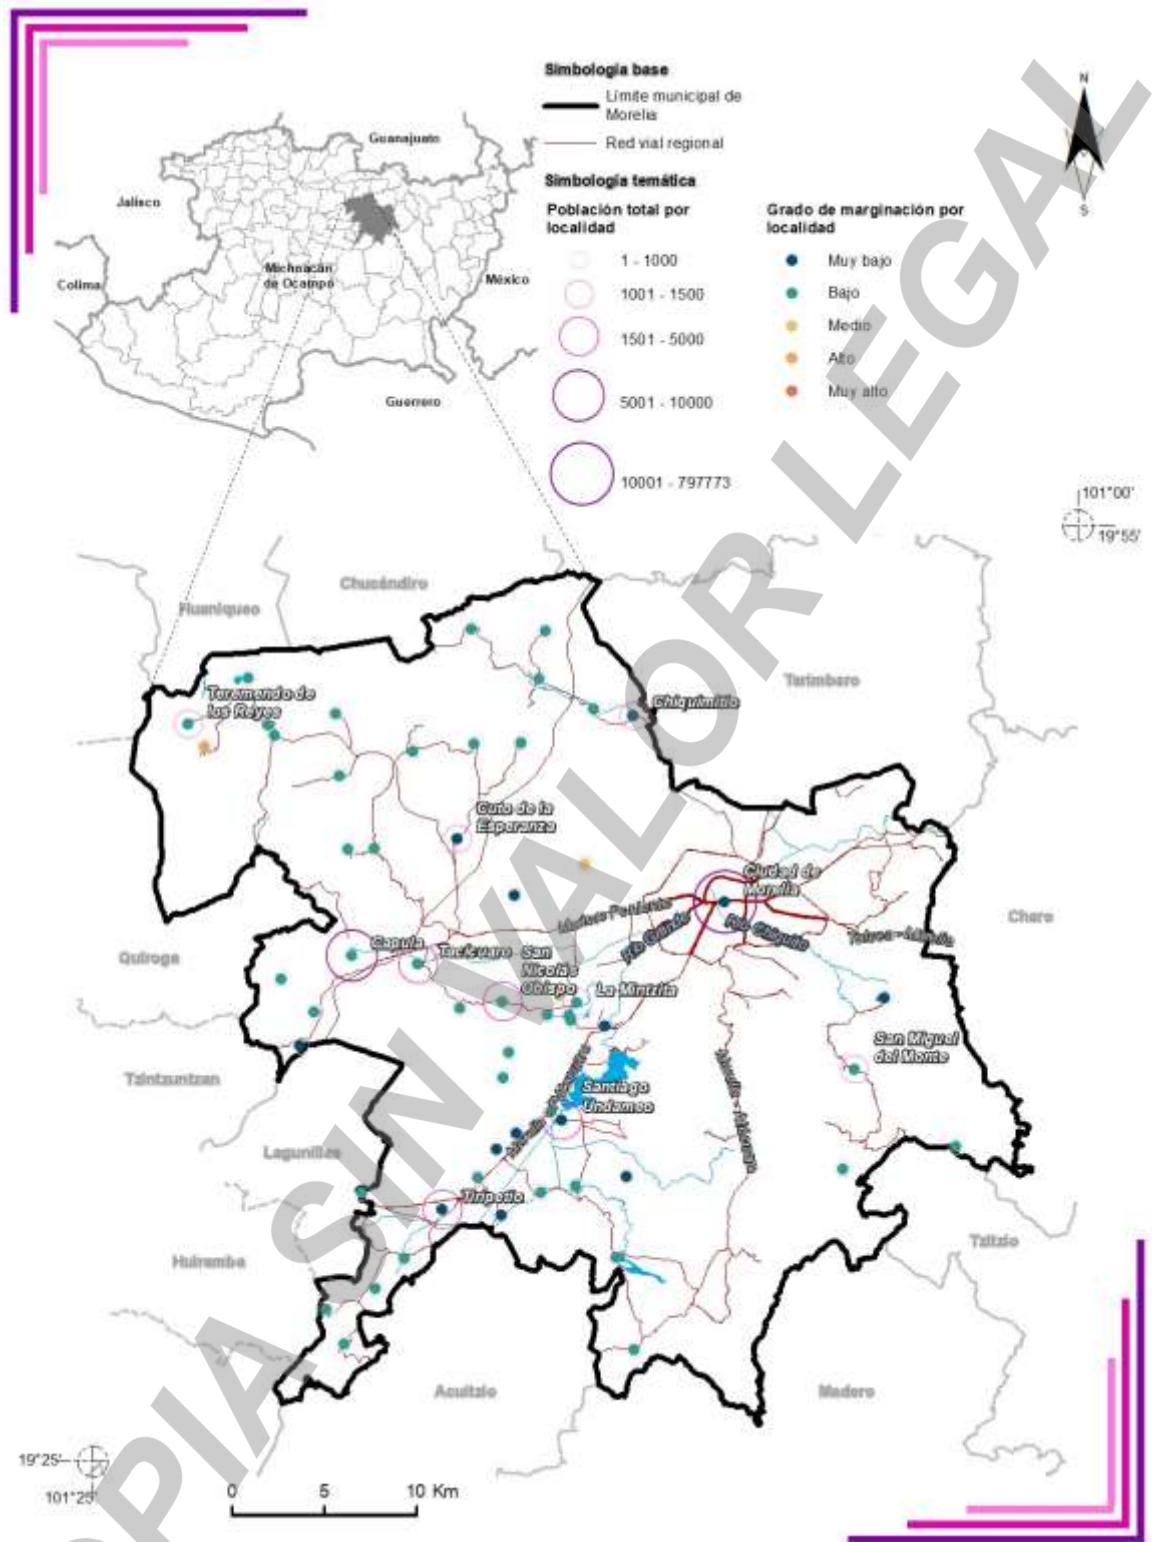 Simbología base
Límite municipal de
Morelia
Red vial regional
Simbología temática
Población total por
localidad
1 - 1000
1001 - 1500
1501 - 5000
5001 - 10000
10001 - 797773
Grado de marginación por
localidad
Muy bajo
Bajo
Medio
Alto
Muy alto
N
S
Guanajuato
Jalisco
Michoacán
de Ocampo
Colima
México
Guerrero
101°00'
19°55'
Chucándiro
Huaniqueo
Tarímbaro
Teremendo de
los Reyes
Chiquimitío
Cuto de la
Esperanza
Ciudad de
Morelia
Río Grande
Río Chiquito
Charo
Quiroga
Capula
Tacícuaro
San
Nicolás
Obispo
La Mintzita
San Miguel
del Monte
Tzintzuntzan
Santiago
Undameo
Lagunillas
Tiripetío
Huiramba
Tzitzio
Acuitzio
Madero
19°25'
101°25'
0 5 10 Km
COPIA SIN VALOR LEGAL